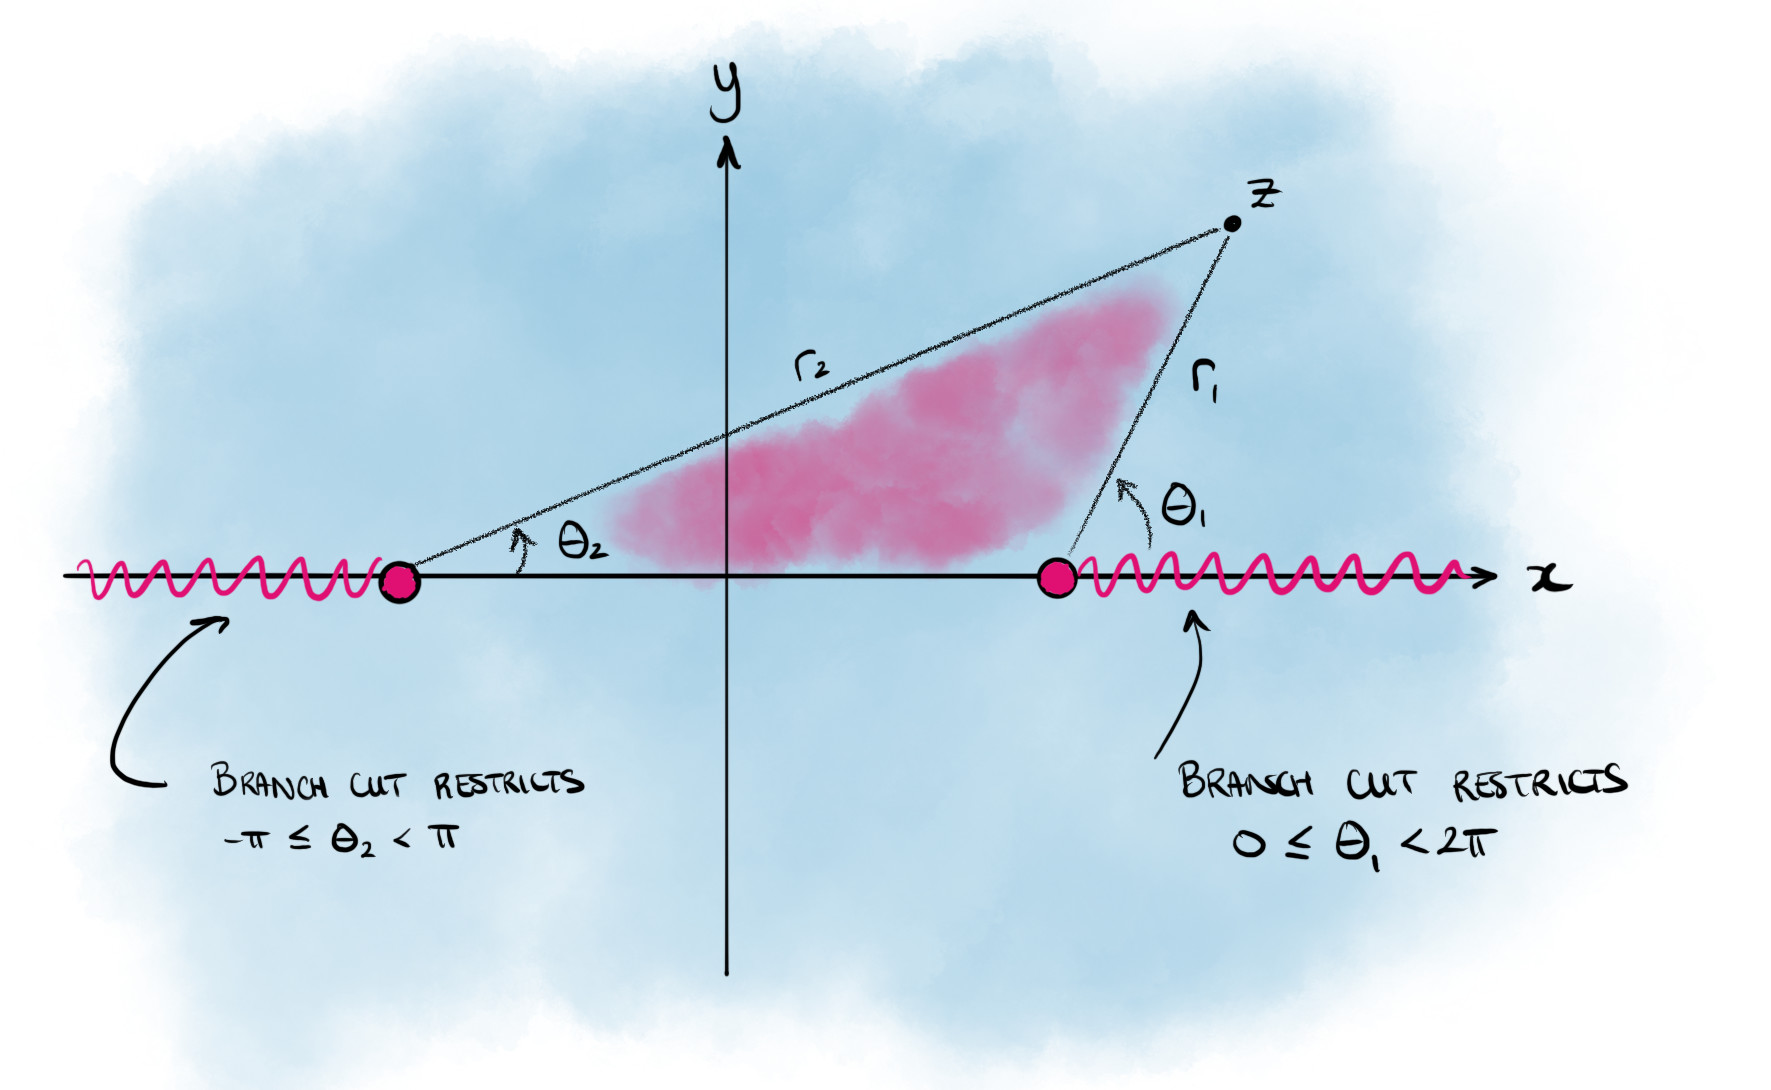 y
z
r₂
r₁
θ₁
θ₂
x
BRANCH CUT RESTRICTS
-π ≤ θ₂ < π
BRANCH CUT RESTRICTS
0 ≤ θ₁ < 2π